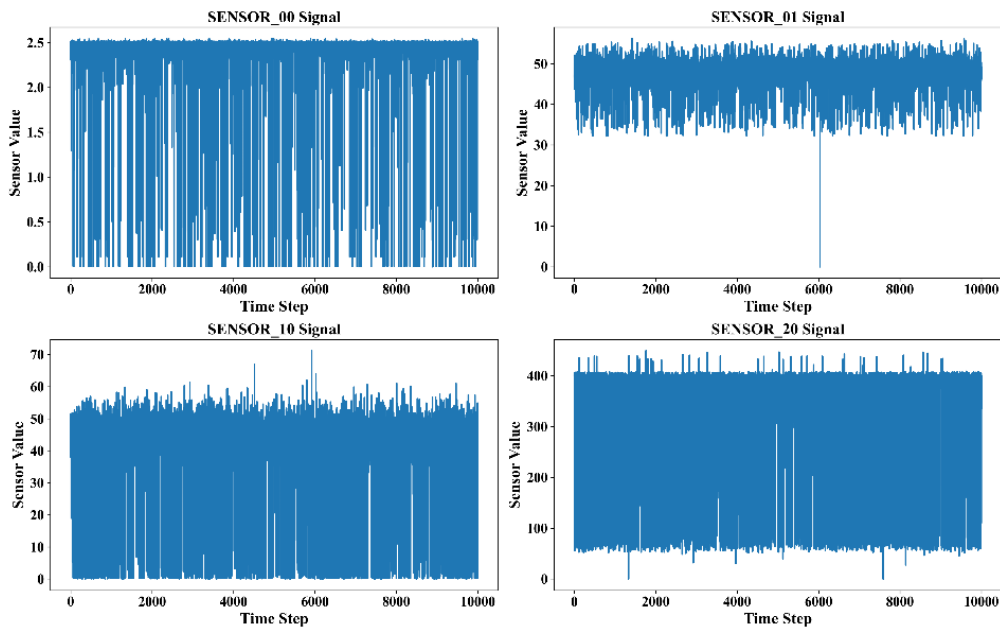 SENSOR_00 Signal
Sensor Value
2.5
2.0
1.5
1.0
0.5
0.0
0 2000 4000 6000 8000 10000
Time Step
SENSOR_01 Signal
Sensor Value
50
40
30
20
10
0
0 2000 4000 6000 8000 10000
Time Step
SENSOR_10 Signal
Sensor Value
70
60
50
40
30
20
10
0
0 2000 4000 6000 8000 10000
Time Step
SENSOR_20 Signal
Sensor Value
400
300
200
100
0
0 2000 4000 6000 8000 10000
Time Step